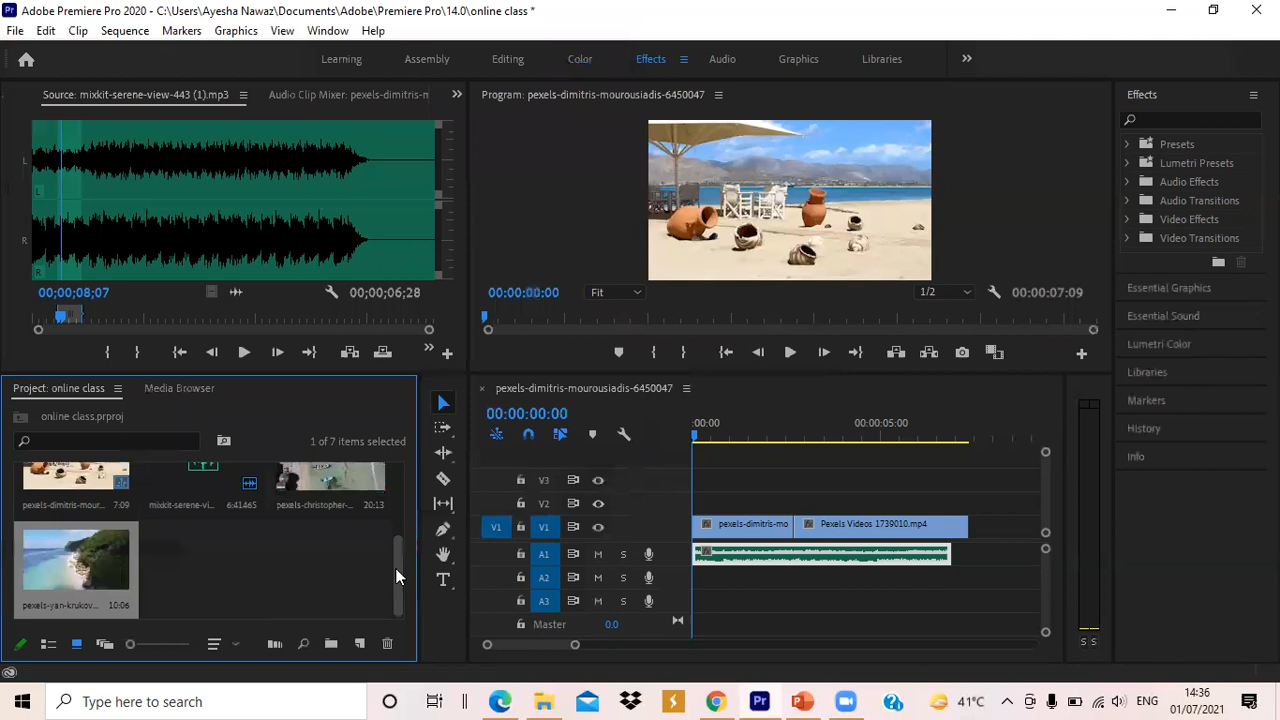 Adobe Premiere Pro 2020 - C:\Users\Ayesha Nawaz\Documents\Adobe\Premiere Pro\14.0\online class *
File Edit Clip Sequence Markers Graphics View Window Help
Learning Assembly Editing Color Effects Audio Graphics Libraries
Source: mixkit-serene-view-443 (1).mp3 Audio Clip Mixer: pexels-dimitris-m
Program: pexels-dimitris-mourousiadis-6450047
Effects
Presets
Lumetri Presets
Audio Effects
Audio Transitions
Video Effects
Video Transitions
L
L
R
R
00;00;08;07 00;00;06;28
00:00:00:00 Fit 1/2 00:00:07:09
Essential Graphics
Essential Sound
Lumetri Color
Libraries
Markers
History
Info
Project: online class Media Browser
online class.prproj
1 of 7 items selected
pexels-dimitris-mour... 7:09 mixkit-serene-vi... 6:41465 pexels-christopher-... 20:13
pexels-yan-krukov... 10:06
pexels-dimitris-mourousiadis-6450047
00:00:00:00
:00:00 00:00:05:00
V3
V2
V1 V1 pexels-dimitris-mo Pexels Videos 1739010.mp4
A1 M S
A2 M S
A3 M S
Master 0.0
S S
Type here to search
41°C ENG 14:36
01/07/2021